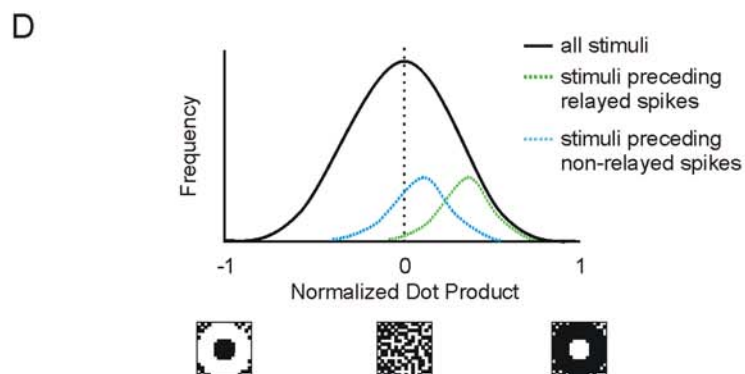 D
all stimuli
stimuli preceding
relayed spikes
stimuli preceding
non-relayed spikes
Frequency
-1
0
1
Normalized Dot Product